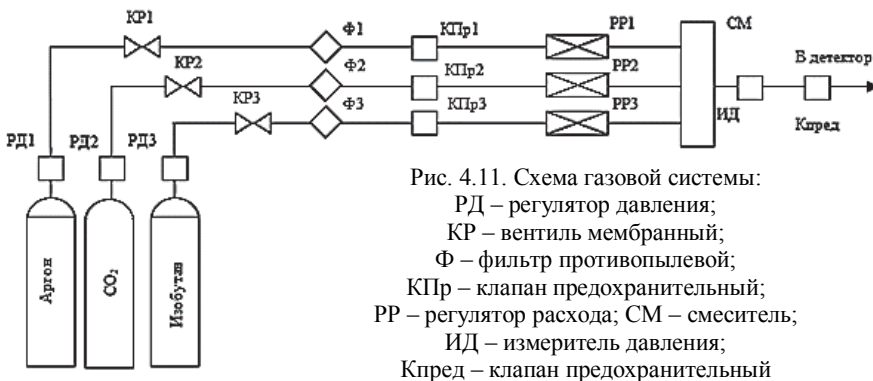 КР1 Ф1 КПр1 РР1 СМ
КР2 Ф2 КПр2 РР2 В детектор
КР3 Ф3 КПр3 РР3
РД1 РД2 РД3 ИД Кпред
Аргон
CO₂
Изобутан
Рис. 4.11. Схема газовой системы:
РД – регулятор давления;
КР – вентиль мембранный;
Ф – фильтр противопылевой;
КПр – клапан предохранительный;
РР – регулятор расхода; СМ – смеситель;
ИД – измеритель давления;
Кпред – клапан предохранительный